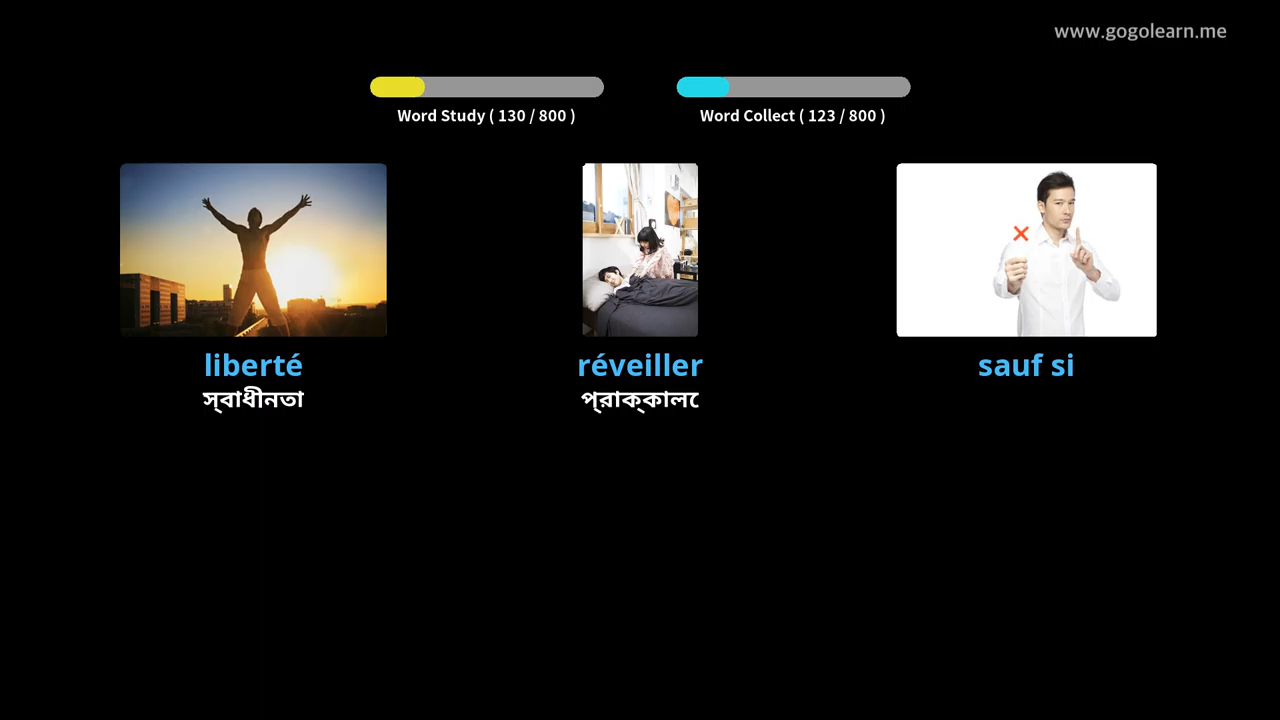 www.gogolearn.me
Word Study ( 130 / 800 )
Word Collect ( 123 / 800 )
liberté
réveiller
sauf si
স্বাধীনতা
প্রাক্কালে